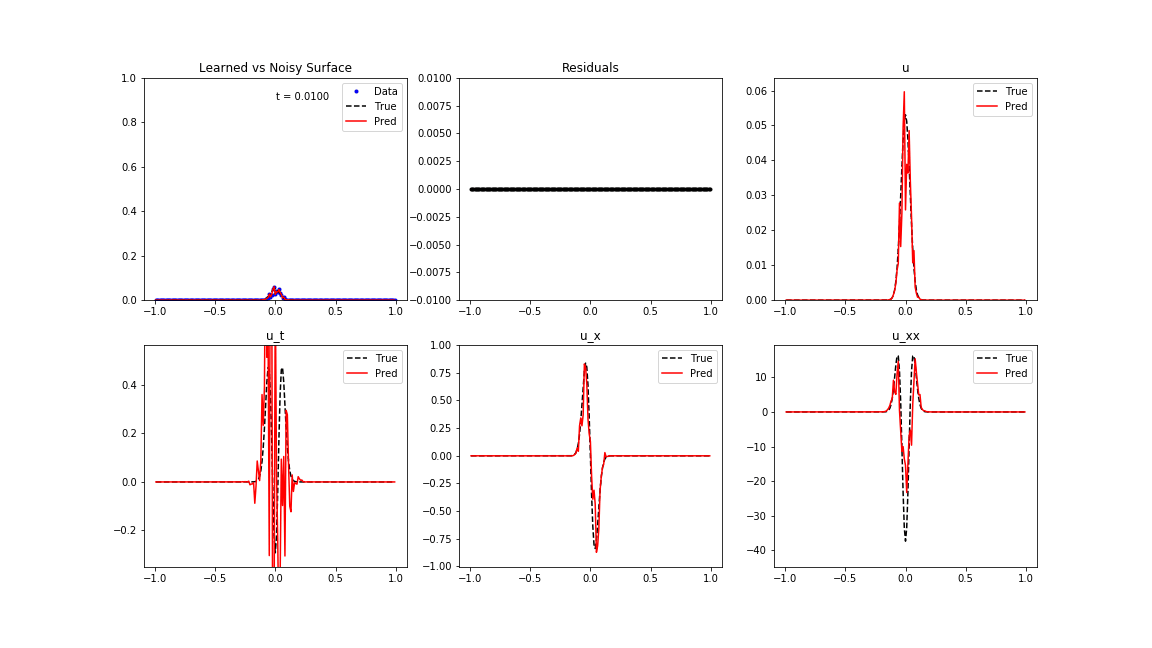 Learned vs Noisy Surface
1.0
0.8
0.6
0.4
0.2
0.0
−1.0 −0.5 0.0 0.5 1.0
t = 0.0100
Data
True
Pred
Residuals
0.0100
0.0075
0.0050
0.0025
0.0000
−0.0025
−0.0050
−0.0075
−0.0100
−1.0 −0.5 0.0 0.5 1.0
u
0.06
0.05
0.04
0.03
0.02
0.01
0.00
−1.0 −0.5 0.0 0.5 1.0
True
Pred
u_t
0.4
0.2
0.0
−0.2
−1.0 −0.5 0.0 0.5 1.0
True
Pred
u_x
1.00
0.75
0.50
0.25
0.00
−0.25
−0.50
−0.75
−1.00
−1.0 −0.5 0.0 0.5 1.0
True
Pred
u_xx
10
0
−10
−20
−30
−40
−1.0 −0.5 0.0 0.5 1.0
True
Pred